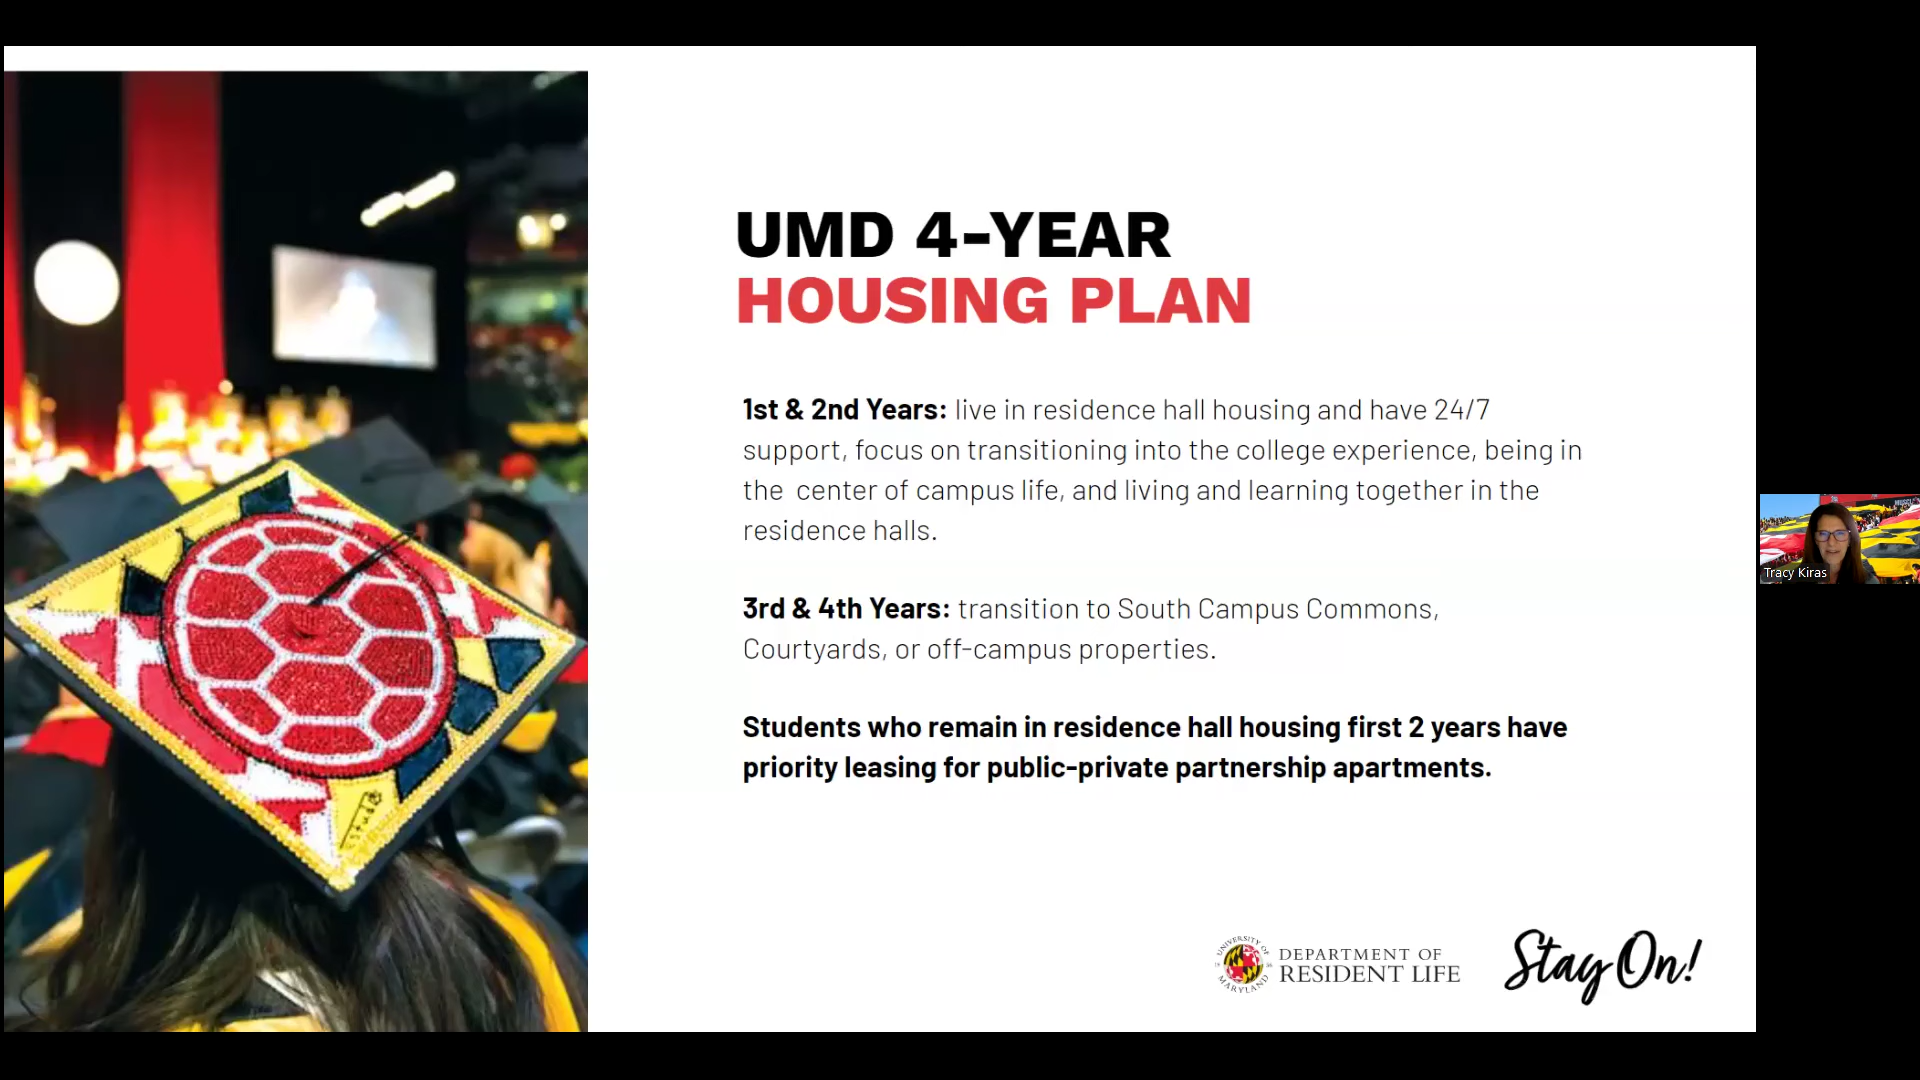 UMD 4-YEAR
HOUSING PLAN
1st & 2nd Years: live in residence hall housing and have 24/7
support, focus on transitioning into the college experience, being in
the center of campus life, and living and learning together in the
residence halls.
3rd & 4th Years: transition to South Campus Commons,
Courtyards, or off-campus properties.
Students who remain in residence hall housing first 2 years have
priority leasing for public-private partnership apartments.
UNIVERSITY OF
MARYLAND
DEPARTMENT OF
RESIDENT LIFE
Stay On!
Tracy Kiras